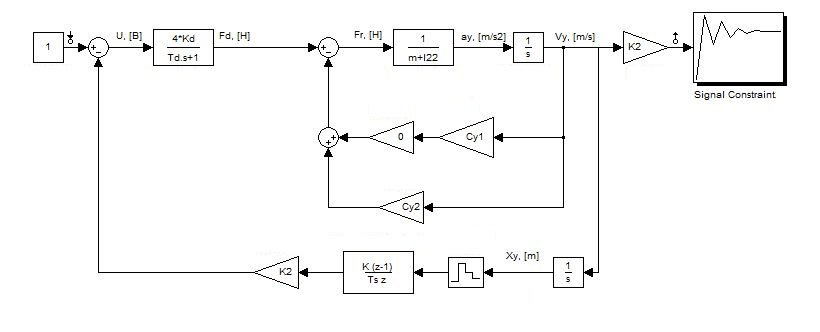 1
U, [B]
4*Kd
Td.s+1
Fd, [H]
Fr, [H]
1
m+l22
ay, [m/s2]
1
s
Vy, [m/s]
K2
Signal Constraint
0
Cy1
Cy2
K2
K (z-1)
Ts z
Xy, [m]
1
s